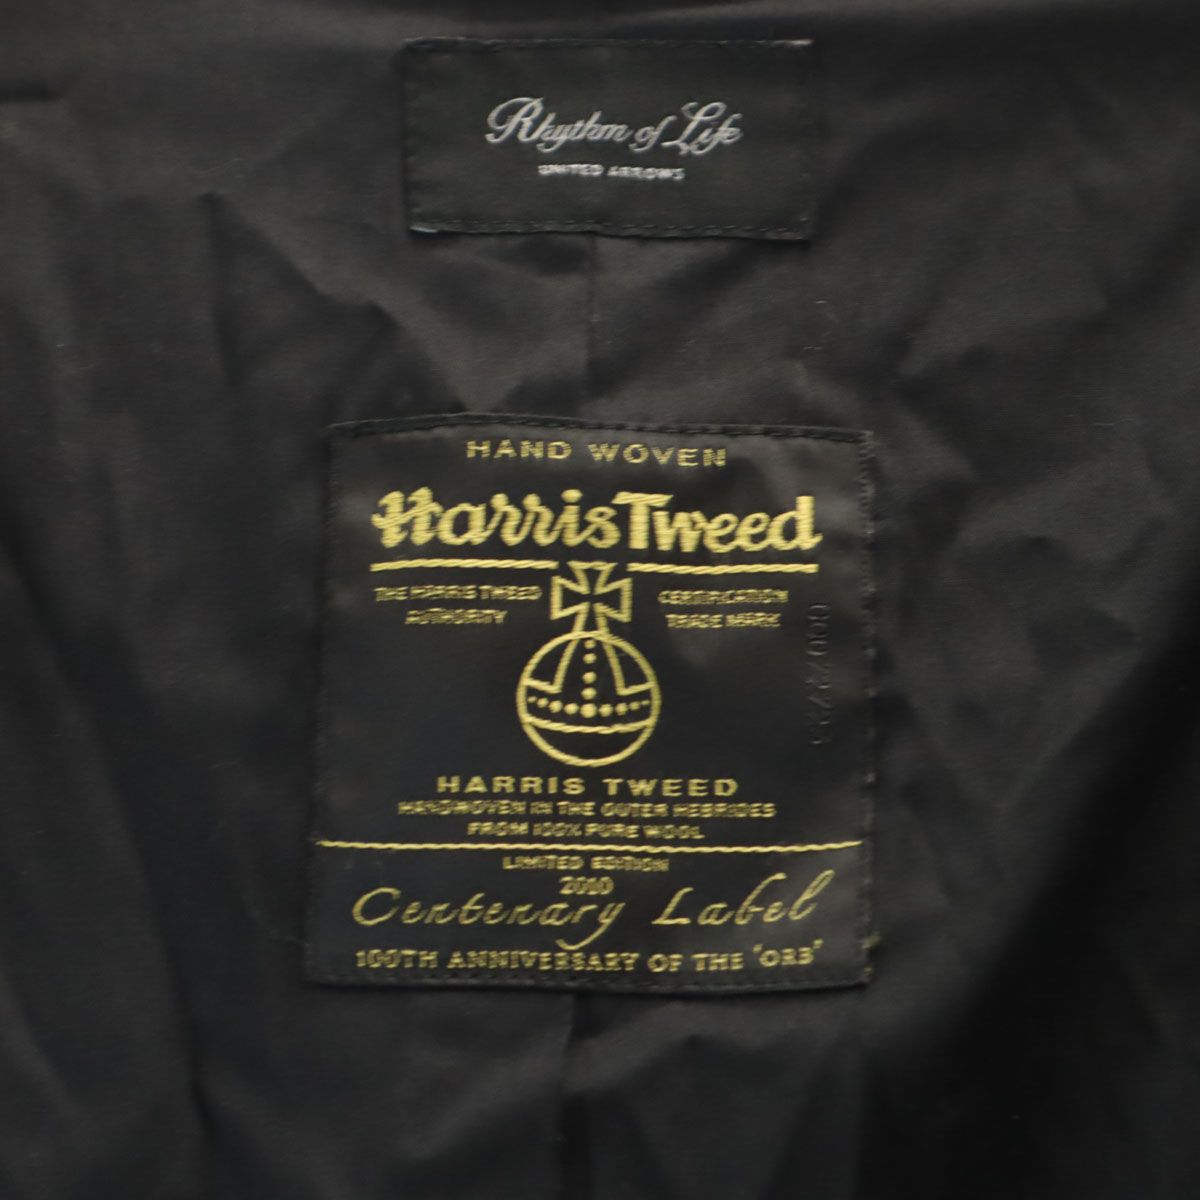 Rhythm of Life
UNITED ARROWS
HAND WOVEN
Harris Tweed
THE HARRIS TWEED
AUTHORITY
CERTIFICATION
TRADE MARK
HARRIS TWEED
HANDWOVEN IN THE OUTER HEBRIDES
FROM 100% PURE WOOL
LIMITED EDITION
2010
Centenary Label
100TH ANNIVERSARY OF THE 'ORB'